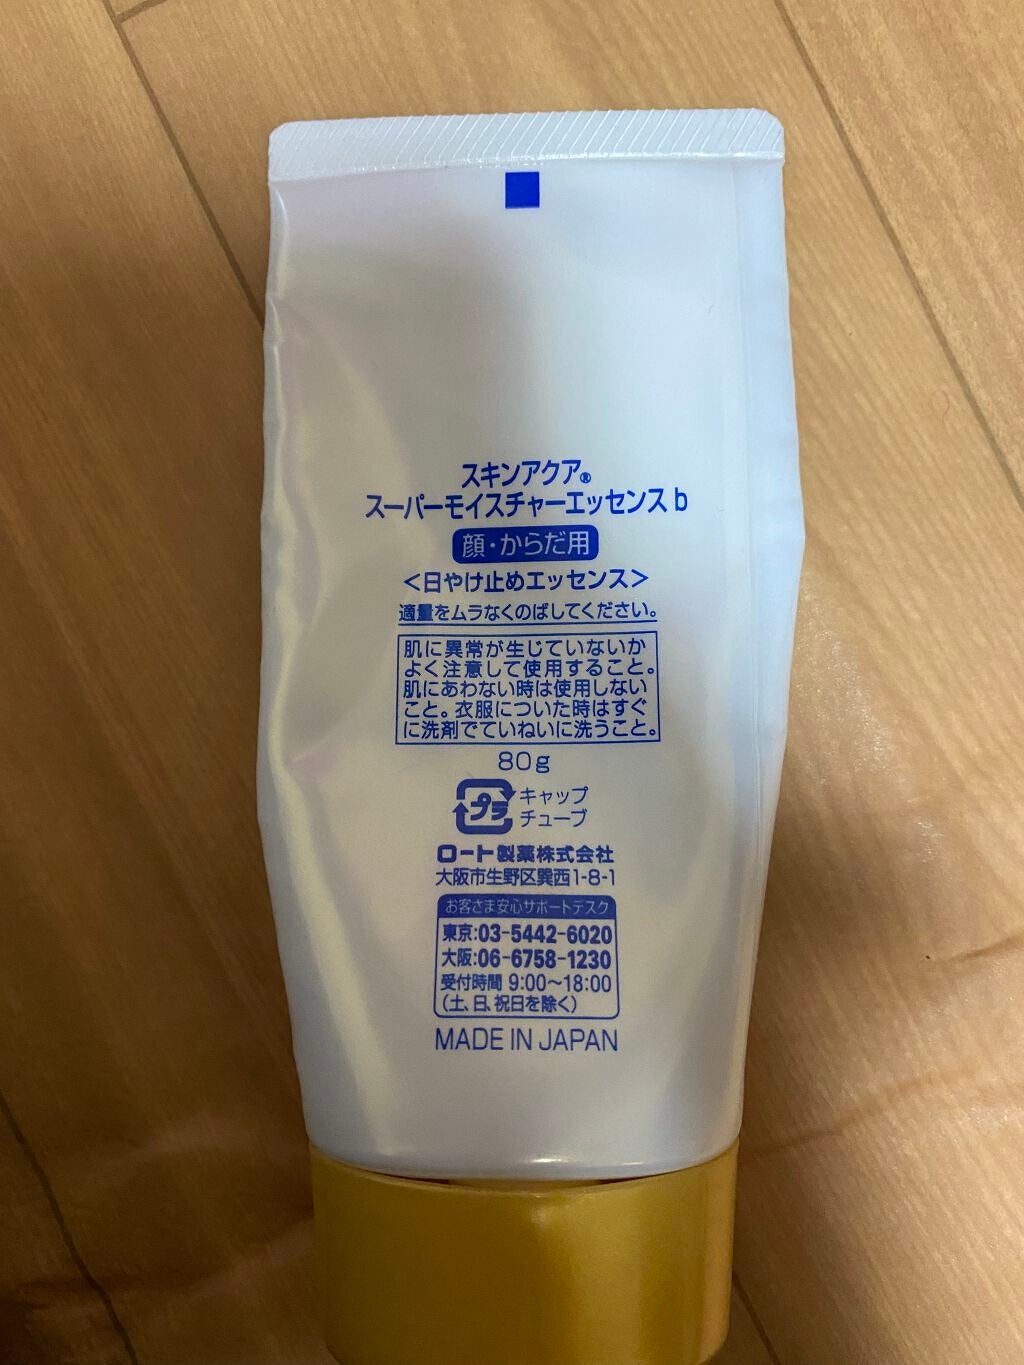 スキンアクア®
スーパーモイスチャーエッセンス b
顔・からだ用
＜日やけ止めエッセンス＞
適量をムラなくのばしてください。
肌に異常が生じていないか
よく注意して使用すること。
肌にあわない時は使用しない
こと。衣服についた時はすぐ
に洗剤でていねいに洗うこと。
80g
プラ
キャップ
チューブ
ロート製薬株式会社
大阪市生野区巽西1-8-1
お客さま安心サポートデスク
東京:03-5442-6020
大阪:06-6758-1230
受付時間 9:00〜18:00
（土、日、祝日を除く）
MADE IN JAPAN